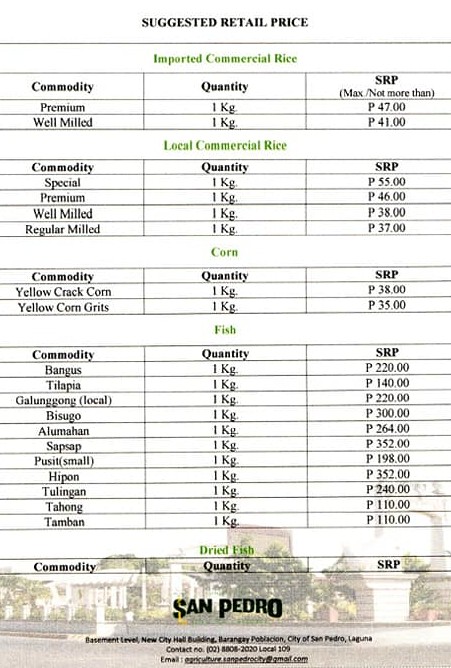 SUGGESTED RETAIL PRICE
Imported Commercial Rice
Commodity Quantity SRP
(Max /Not more than)
Premium 1 Kg. P 47.00
Well Milled 1 Kg. P 41.00
Local Commercial Rice
Commodity Quantity SRP
Special 1 Kg. P 55.00
Premium 1 Kg. P 46.00
Well Milled 1 Kg. P 38.00
Regular Milled 1 Kg. P 37.00
Corn
Commodity Quantity SRP
Yellow Crack Corn 1 Kg. P 38.00
Yellow Corn Grits 1 Kg. P 35.00
Fish
Commodity Quantity SRP
Bangus 1 Kg. P 220.00
Tilapia 1 Kg. P 140.00
Galunggong (local) 1 Kg. P 220.00
Bisugo 1 Kg. P 300.00
Alumahan 1 Kg. P 264.00
Sapsap 1 Kg. P 352.00
Pusit(small) 1 Kg. P 198.00
Hipon 1 Kg. P 352.00
Tulingan 1 Kg. P 240.00
Tahong 1 Kg. P 110.00
Tamban 1 Kg. P 110.00
Dried Fish
Commodity Quantity SRP
SAN PEDRO
Basement Level, New City Hall Building, Barangay Poblacion, City of San Pedro, Laguna
Contact no. (02) 8808-2020 Local 109
Email : agriculture.sanpedrocity@gmail.com